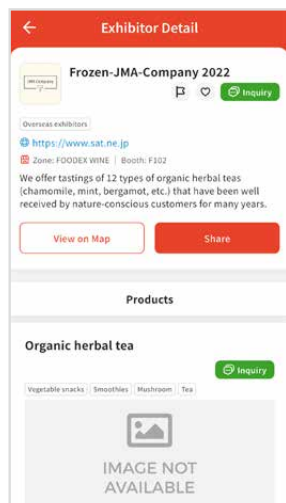 Exhibitor Detail
JMA Company
Frozen-JMA-Company 2022
Inquiry
Overseas exhibitors
https://www.sat.ne.jp
Zone: FOODEX WINE | Booth: F102
We offer tastings of 12 types of organic herbal teas
(chamomile, mint, bergamot, etc.) that have been well
received by nature-conscious customers for many years.
View on Map
Share
Products
Organic herbal tea
Inquiry
Vegetable snacks Smoothies Mushroom Tea
IMAGE NOT
AVAILABLE